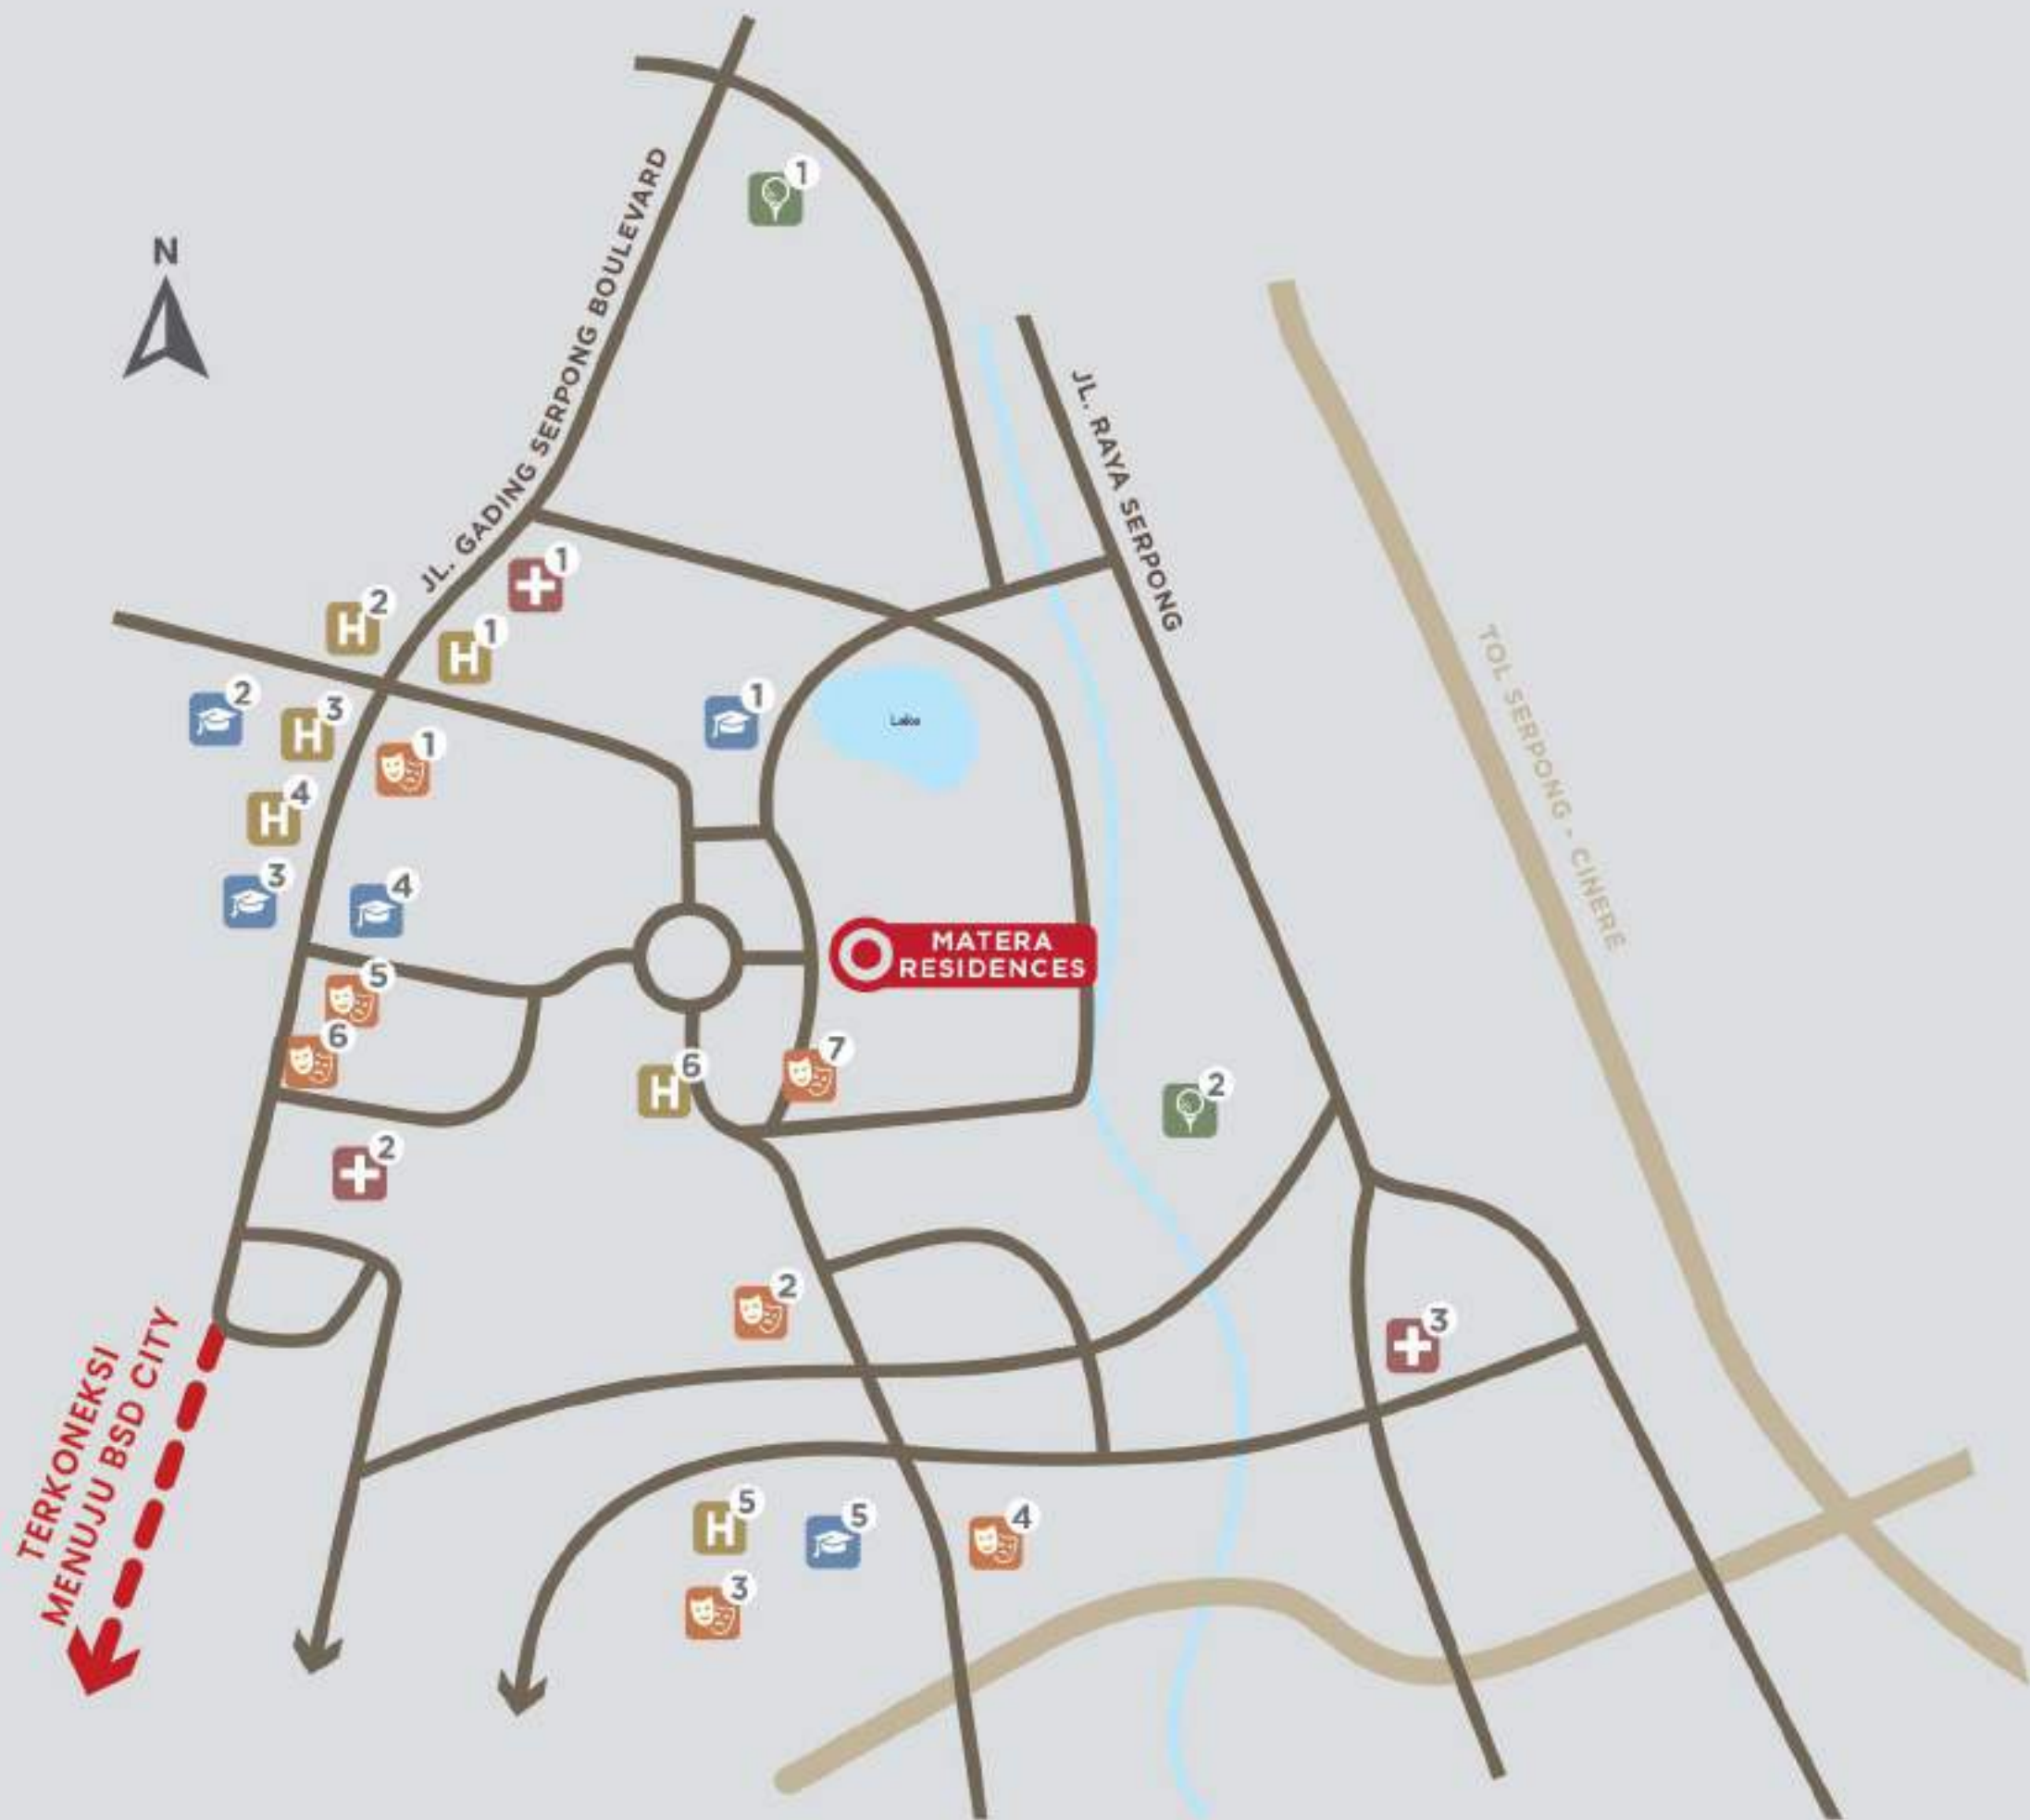 N
JL. GADING SERPONG BOULEVARD
1
JL. RAYA SERPONG
TOL SERPONG - CINERE
1
H 2
H 1
2
H 3
1
1
Lake
H 4
3
4
MATERA
RESIDENCES
5
6
H 6
7
2
2
2
3
TERKONEKSI
MENUJU BSD CITY
H 5
5
4
3